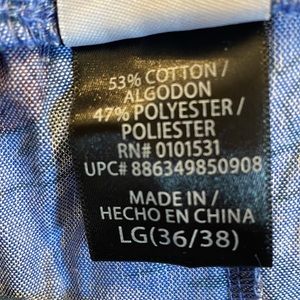 53% COTTON /
ALGODON
47% POLYESTER /
POLIESTER
RN# 0101531
UPC# 886349850908
MADE IN /
HECHO EN CHINA
LG(36/38)